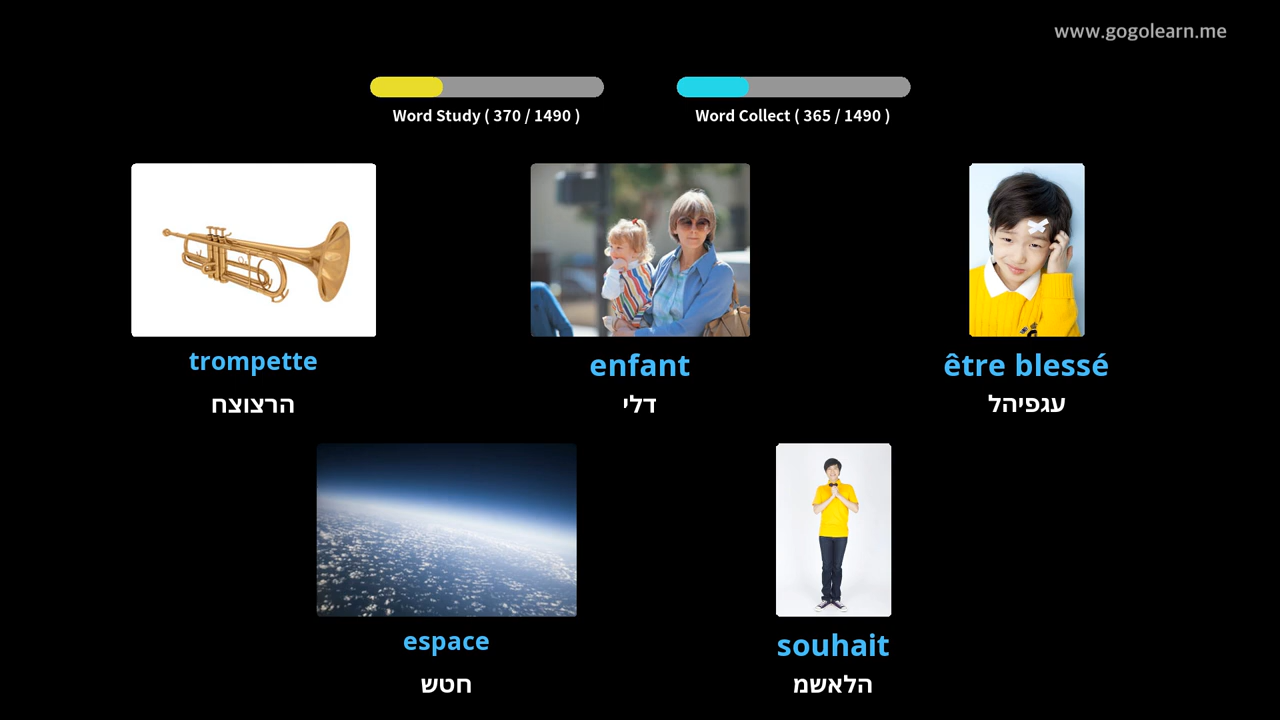 www.gogolearn.me
Word Study ( 370 / 1490 )
Word Collect ( 365 / 1490 )
trompette
הרצוצח
enfant
דלי
être blessé
עגפיהל
espace
חטש
souhait
הלאשמ